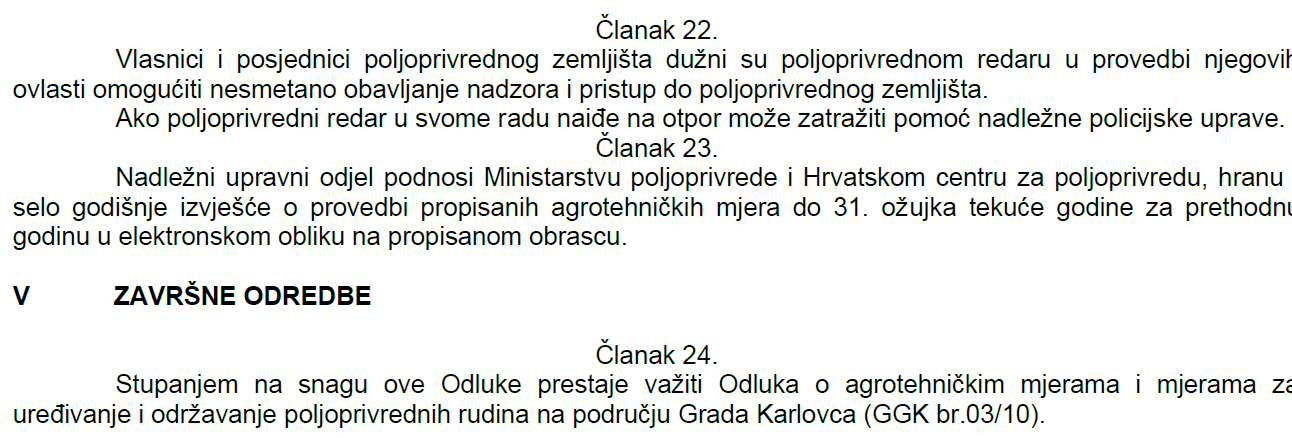 Članak 22.
Vlasnici i posjednici poljoprivrednog zemljišta dužni su poljoprivrednom redaru u provedbi njegovih
ovlasti omogućiti nesmetano obavljanje nadzora i pristup do poljoprivrednog zemljišta.
Ako poljoprivredni redar u svome radu naiđe na otpor može zatražiti pomoć nadležne policijske uprave.
Članak 23.
Nadležni upravni odjel podnosi Ministarstvu poljoprivrede i Hrvatskom centru za poljoprivredu, hranu
selo godišnje izvješće o provedbi propisanih agrotehničkih mjera do 31. ožujka tekuće godine za prethodnu
godinu u elektronskom obliku na propisanom obrascu.
V ZAVRŠNE ODREDBE
Članak 24.
Stupanjem na snagu ove Odluke prestaje važiti Odluka o agrotehničkim mjerama i mjerama za
uređivanje i održavanje poljoprivrednih rudina na području Grada Karlovca (GGK br.03/10).